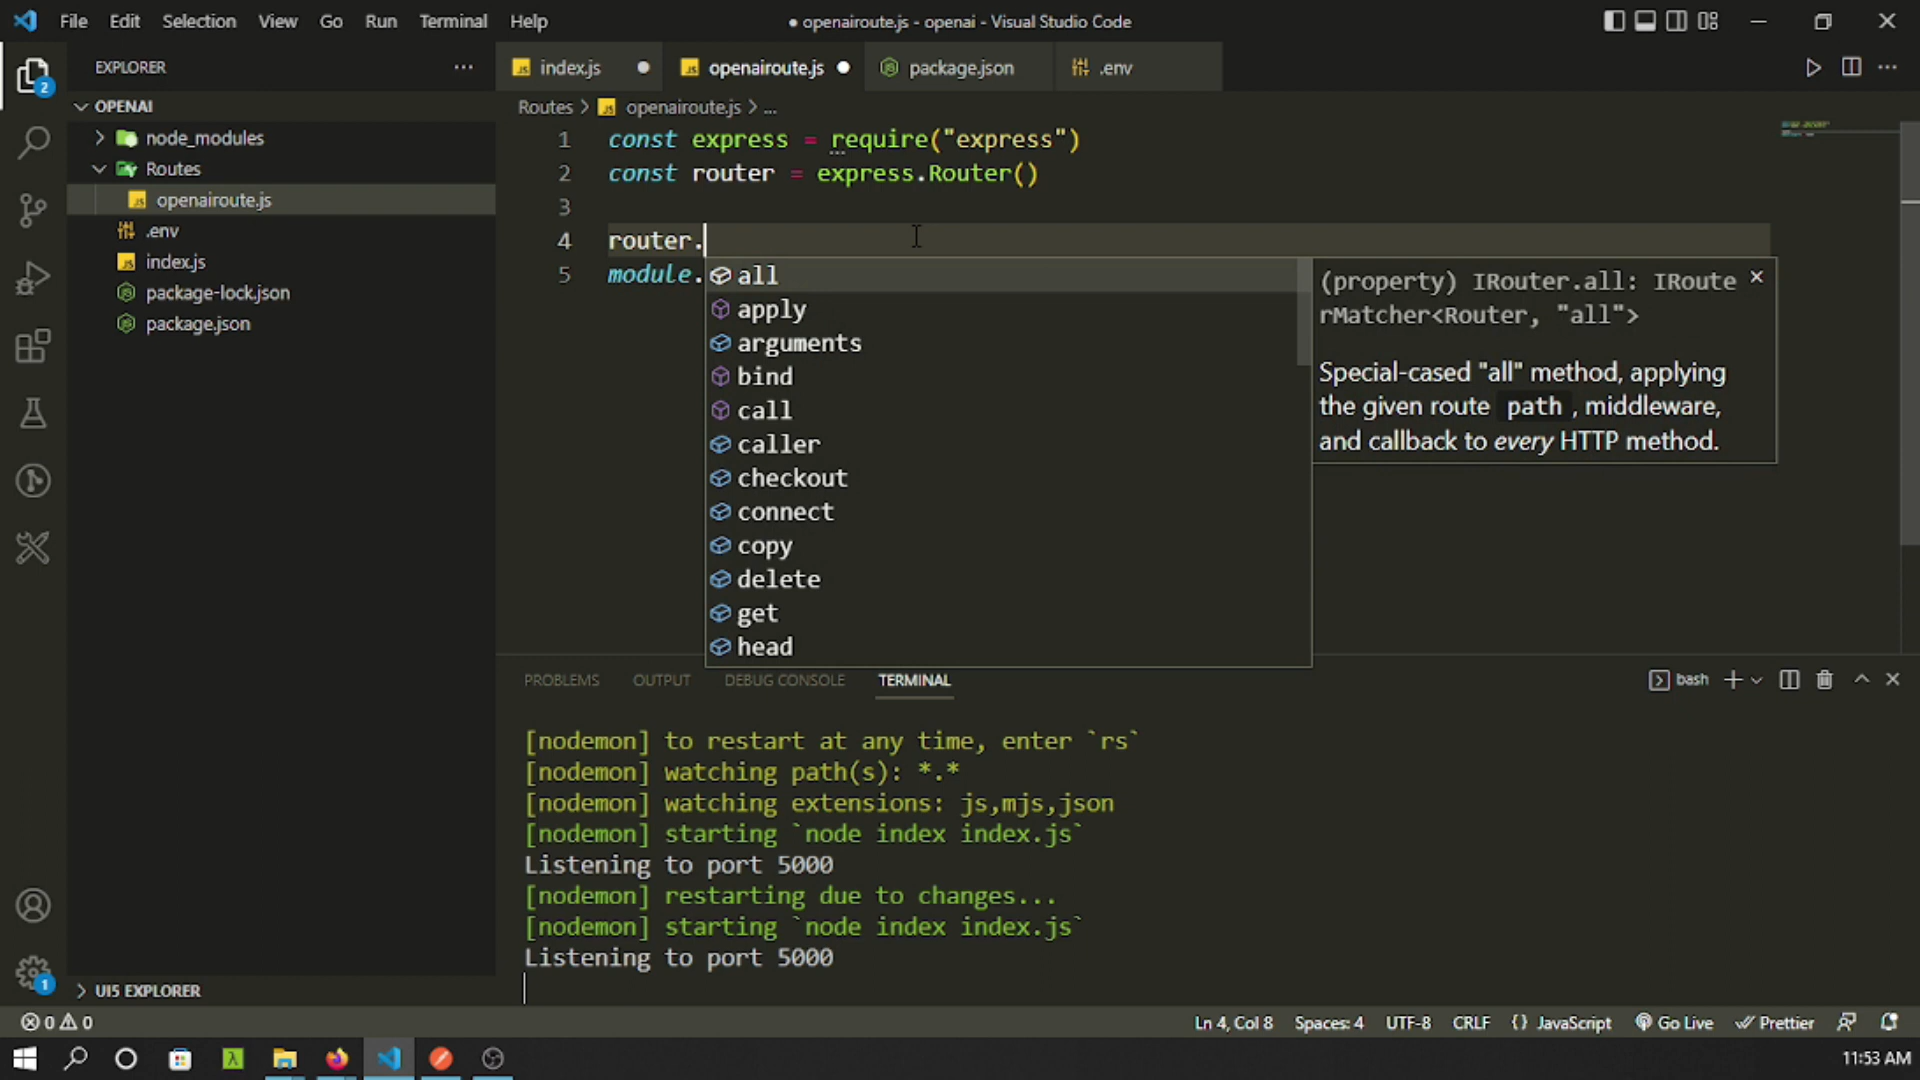 File Edit Selection View Go Run Terminal Help
● openairoute.js - openai - Visual Studio Code
EXPLORER
index.js
openairoute.js
package.json
.env
OPENAI
Routes > openairoute.js > ...
node_modules
Routes
openairoute.js
.env
index.js
package-lock.json
package.json
1 const express = require("express")
2 const router = express.Router()
3
4 router.
5 module.
all
apply
arguments
bind
call
caller
checkout
connect
copy
delete
get
head
(property) IRouter.all: IRoute
rMatcher<Router, "all">
Special-cased "all" method, applying
the given route path , middleware,
and callback to every HTTP method.
PROBLEMS OUTPUT DEBUG CONSOLE TERMINAL
bash
[nodemon] to restart at any time, enter `rs`
[nodemon] watching path(s): *.*
[nodemon] watching extensions: js,mjs,json
[nodemon] starting `node index index.js`
Listening to port 5000
[nodemon] restarting due to changes...
[nodemon] starting `node index index.js`
Listening to port 5000
UI5 EXPLORER
2
1
0 0
Ln 4, Col 8 Spaces: 4 UTF-8 CRLF {} JavaScript Go Live Prettier
11:53 AM